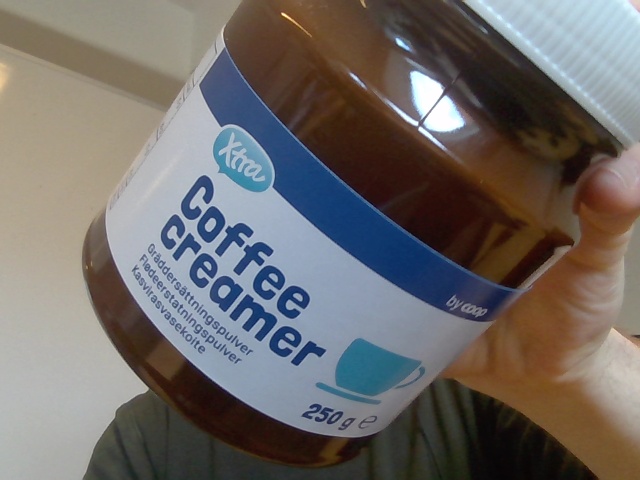 Xtra
by coop
Coffee
creamer
Gräddersättningspulver
Flødeerstatningspulver
Kasvirasvasekoite
250 g ℮